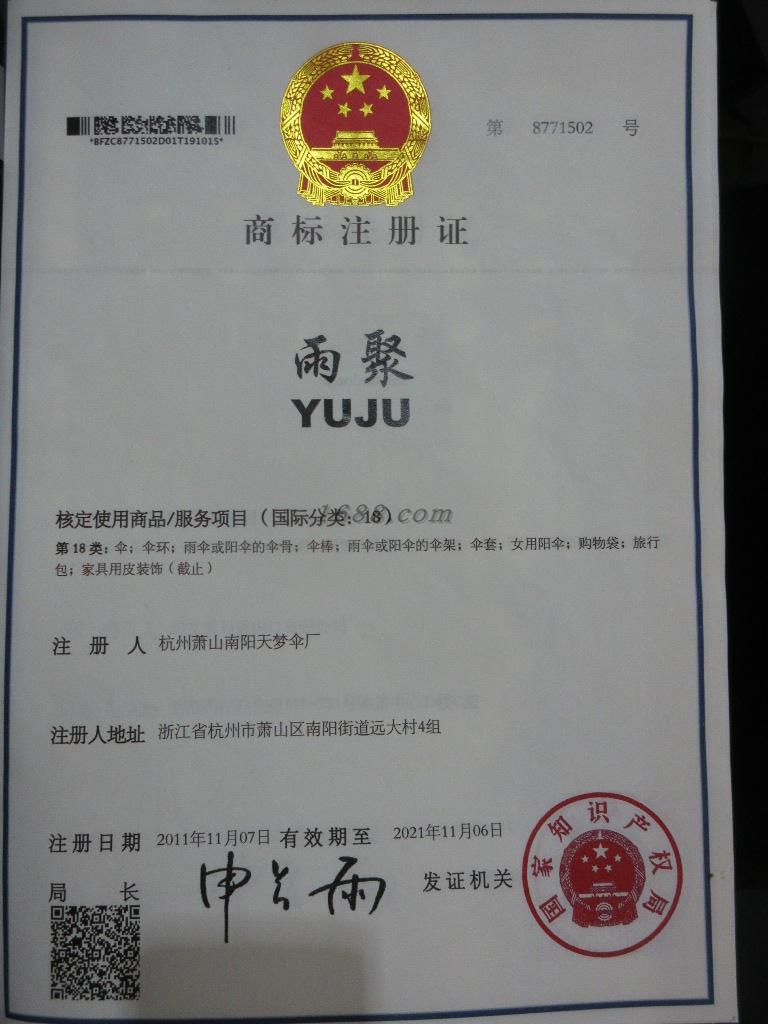 *BFZC8771502D01T191015*
第 8771502 号
商标注册证
雨聚
YUJU
核定使用商品/服务项目（国际分类：18）
1688.com
第 18 类：伞；伞环；雨伞或阳伞的伞骨；伞棒；雨伞或阳伞的伞架；伞套；女用阳伞；购物袋；旅行
包；家具用皮装饰（截止）
注 册 人 杭州萧山南阳天梦伞厂
注册人地址 浙江省杭州市萧山区南阳街道远大村4组
注册日期 2011年11月07日 有效期至 2021年11月06日
局 长 申长雨 发证机关
国家知识产权局